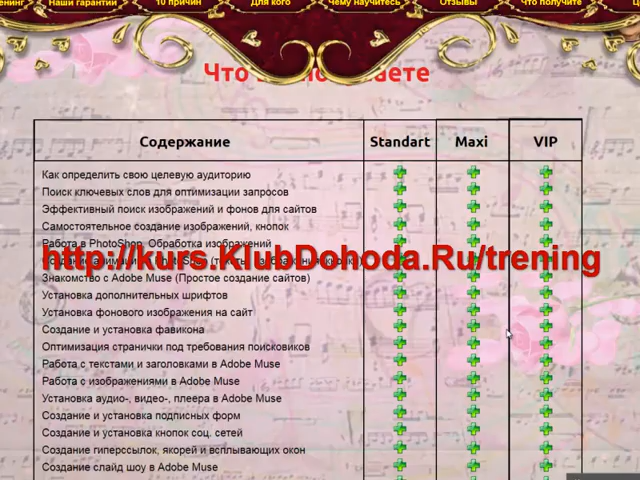 Наши гарантии 10 причин Для кого Чему научитесь Отзывы Что получите
Что
Содержание Standart Maxi VIP
Как определить свою целевую аудиторию
Поиск ключевых слов для оптимизации запросов
Эффективный поиск изображений и фонов для сайтов
Самостоятельное создание изображений, кнопок
Работа в PhotoShop. Обработка изображений
http://kurs.KlubDohoda.Ru/trening
Знакомство с Adobe Muse (Простое создание сайтов)
Установка дополнительных шрифтов
Установка фонового изображения на сайт
Создание и установка фавикона
Оптимизация странички под требования поисковиков
Работа с текстами и заголовками в Adobe Muse
Работа с изображениями в Adobe Muse
Установка аудио-, видео-, плеера в Adobe Muse
Создание и установка подписных форм
Создание и установка кнопок соц. сетей
Создание гиперссылок, якорей и всплывающих окон
Создание слайд шоу в Adobe Muse